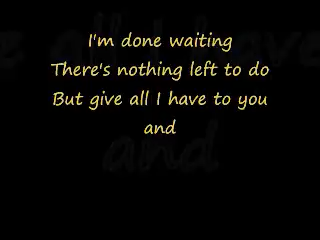 I'm done waiting
There's nothing left to do
But give all I have to you
and